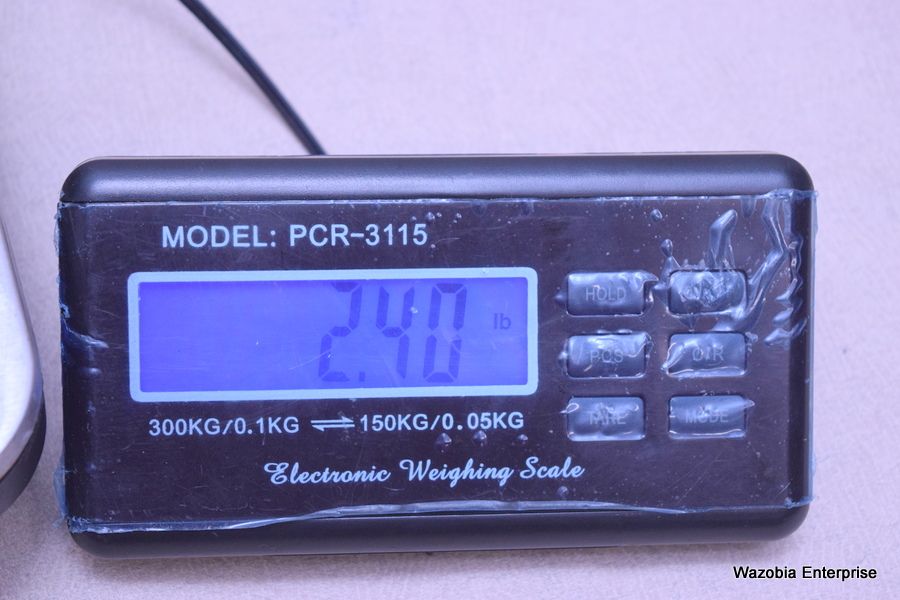 MODEL: PCR-3115
2.40 lb
HOLD
PCS CLR
TARE MODE
300KG/0.1KG ⇌ 150KG/0.05KG
Electronic Weighing Scale
Wazobia Enterprise